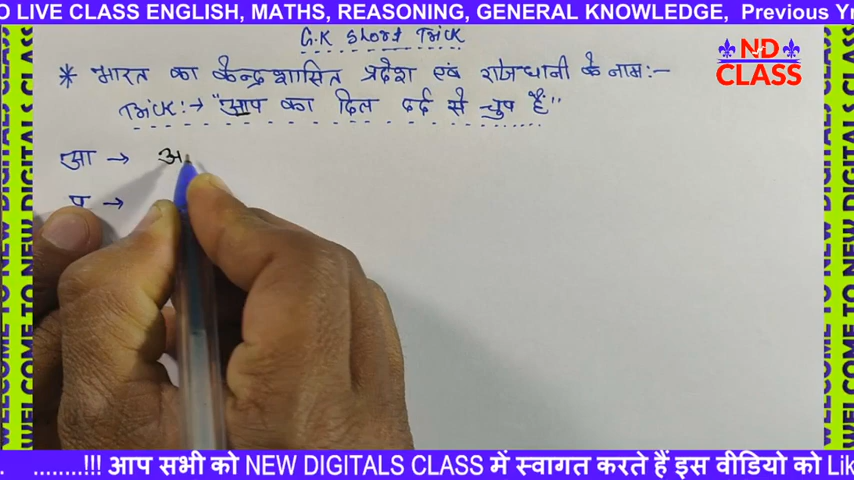 O LIVE CLASS ENGLISH, MATHS, REASONING, GENERAL KNOWLEDGE, Previous Yr
G.K Short Trick
ND
CLASS
* भारत का केन्द्रशासित प्रदेश एवं राजधानी के नाम:-
Trick:→ "आप का दिल दर्द से चुप है"
आ → अ
प →
WELCOME TO NEW DIGITALS
.. ........!!! आप सभी को NEW DIGITALS CLASS में स्वागत करते हैं इस वीडियो को Lik